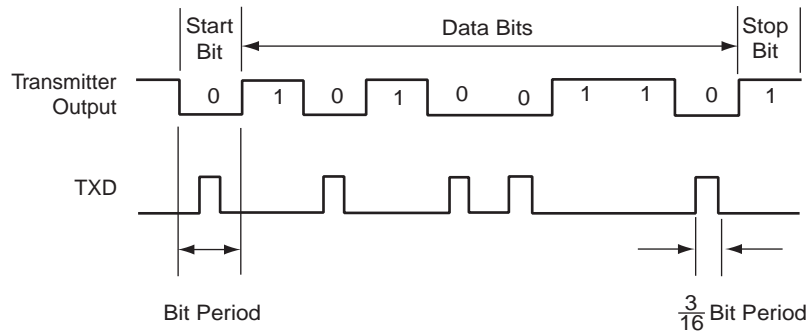 Start
Bit
Data Bits
Stop
Bit
Transmitter
Output
0 1 0 1 0 0 1 1 0 1
TXD
Bit Period
3/16 Bit Period